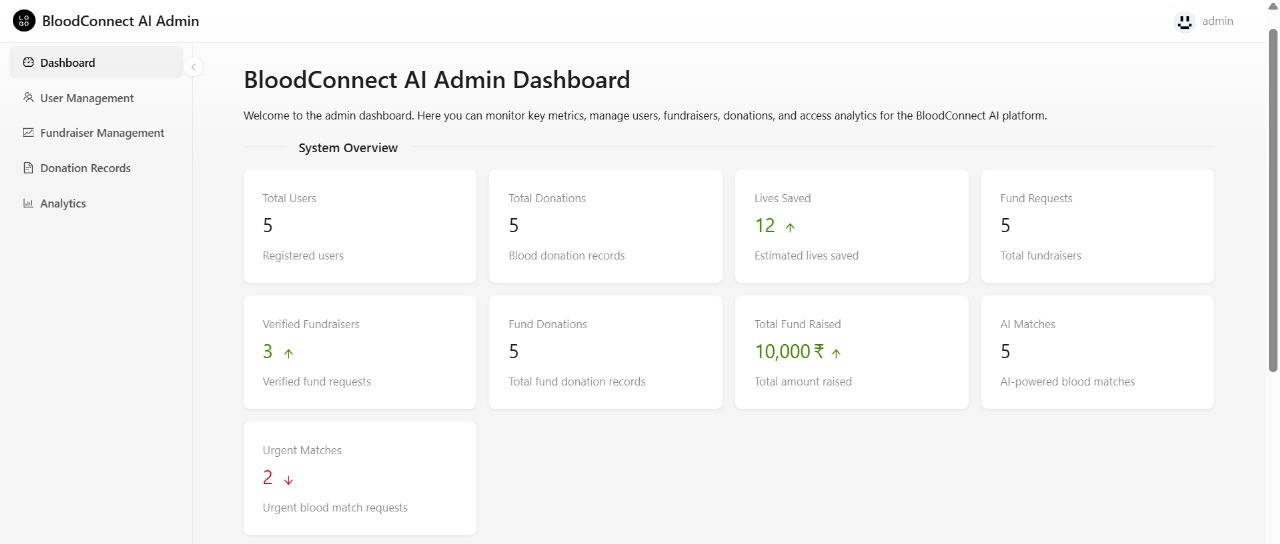 LO
GO
BloodConnect AI Admin
admin
Dashboard
User Management
Fundraiser Management
Donation Records
Analytics
BloodConnect AI Admin Dashboard
Welcome to the admin dashboard. Here you can monitor key metrics, manage users, fundraisers, donations, and access analytics for the BloodConnect AI platform.
System Overview
Total Users
5
Registered users
Total Donations
5
Blood donation records
Lives Saved
12
Estimated lives saved
Fund Requests
5
Total fundraisers
Verified Fundraisers
3
Verified fund requests
Fund Donations
5
Total fund donation records
Total Fund Raised
10,000 ₹
Total amount raised
AI Matches
5
AI-powered blood matches
Urgent Matches
2
Urgent blood match requests